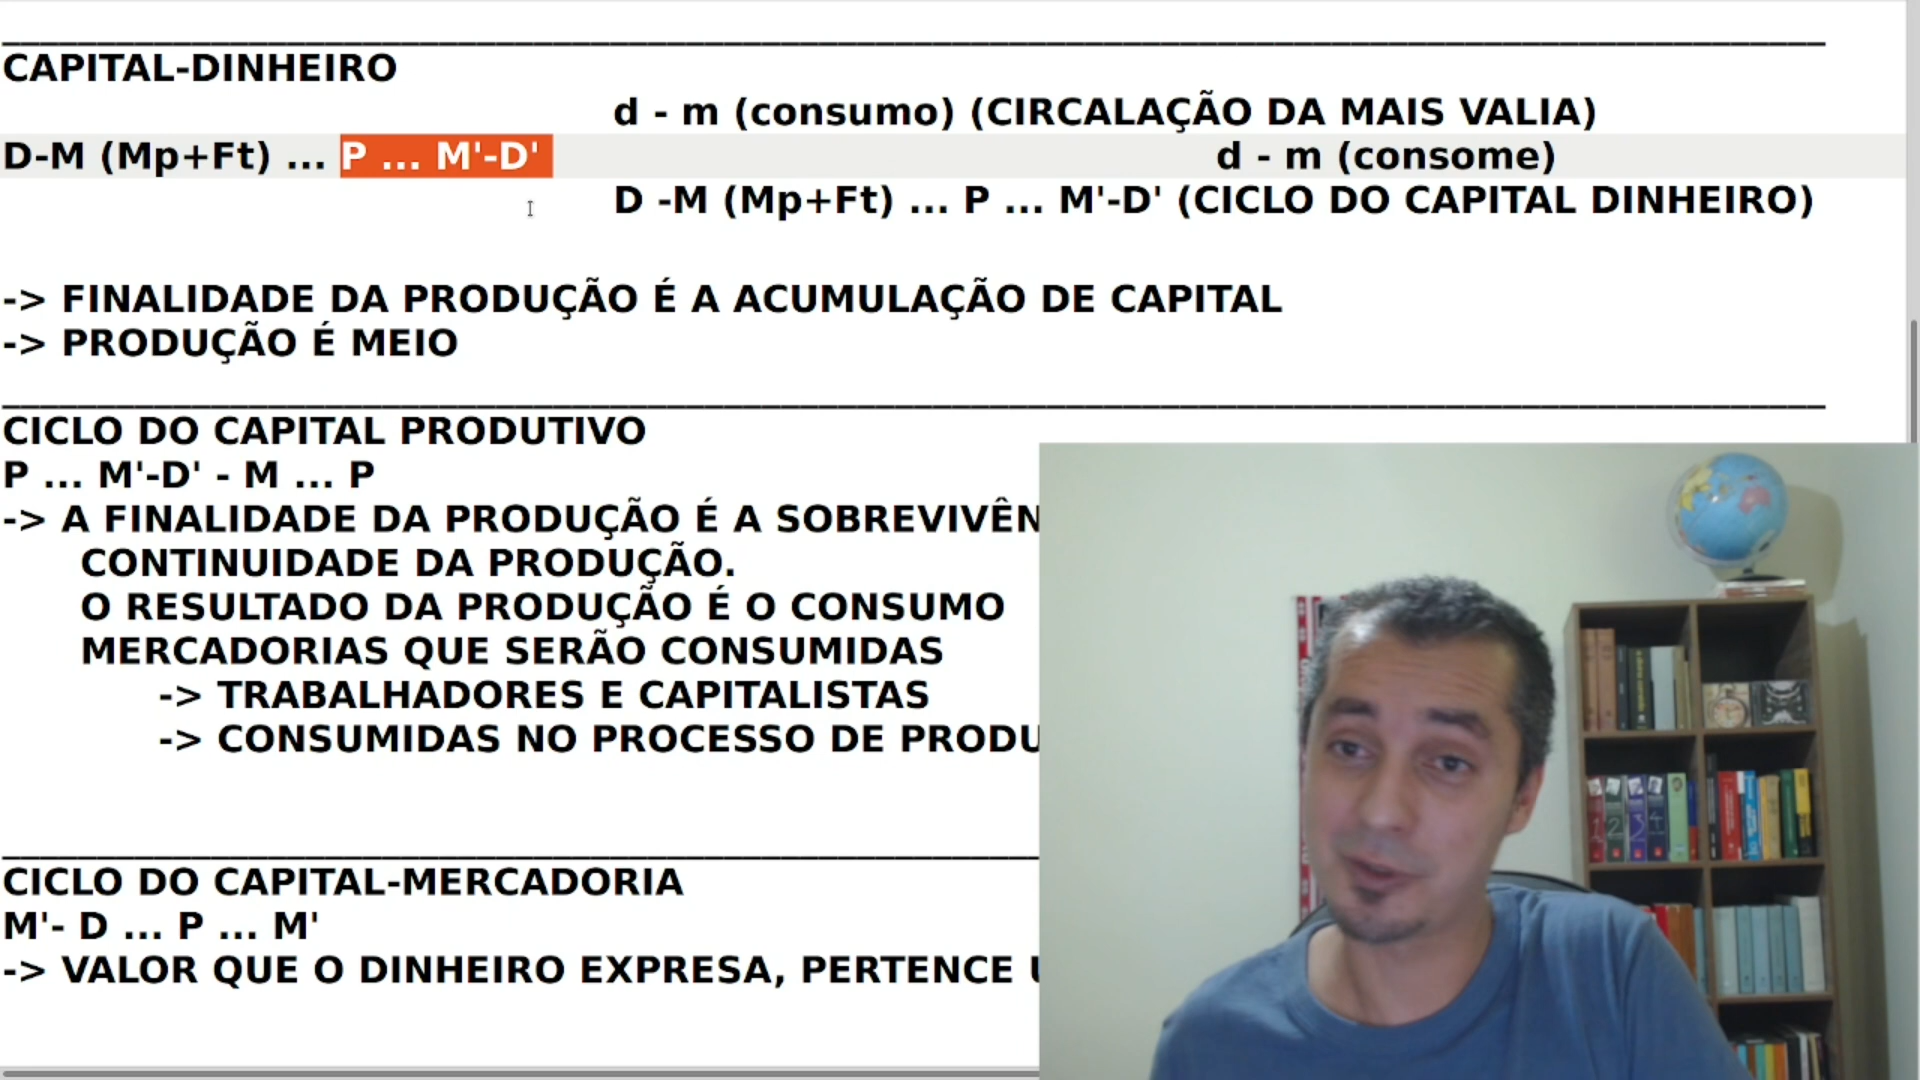 CAPITAL-DINHEIRO
d - m (consumo) (CIRCALAÇÃO DA MAIS VALIA)
D-M (Mp+Ft) ... P ... M'-D' d - m (consome)
D -M (Mp+Ft) ... P ... M'-D' (CICLO DO CAPITAL DINHEIRO)
-> FINALIDADE DA PRODUÇÃO É A ACUMULAÇÃO DE CAPITAL
-> PRODUÇÃO É MEIO
CICLO DO CAPITAL PRODUTIVO
P ... M'-D' - M ... P
-> A FINALIDADE DA PRODUÇÃO É A
CONTINUIDADE DA PRODUÇÃO.
O RESULTADO DA PRODUÇÃO É O CONSUMO
MERCADORIAS QUE SERÃO CONSUMIDAS
-> TRABALHADORES E CAPITALISTAS
-> CONSUMIDAS NO PROCESSO DE
CICLO DO CAPITAL-MERCADORIA
M'- D ... P ... M'
-> VALOR QUE O DINHEIRO EXPRESA, PERTENCE